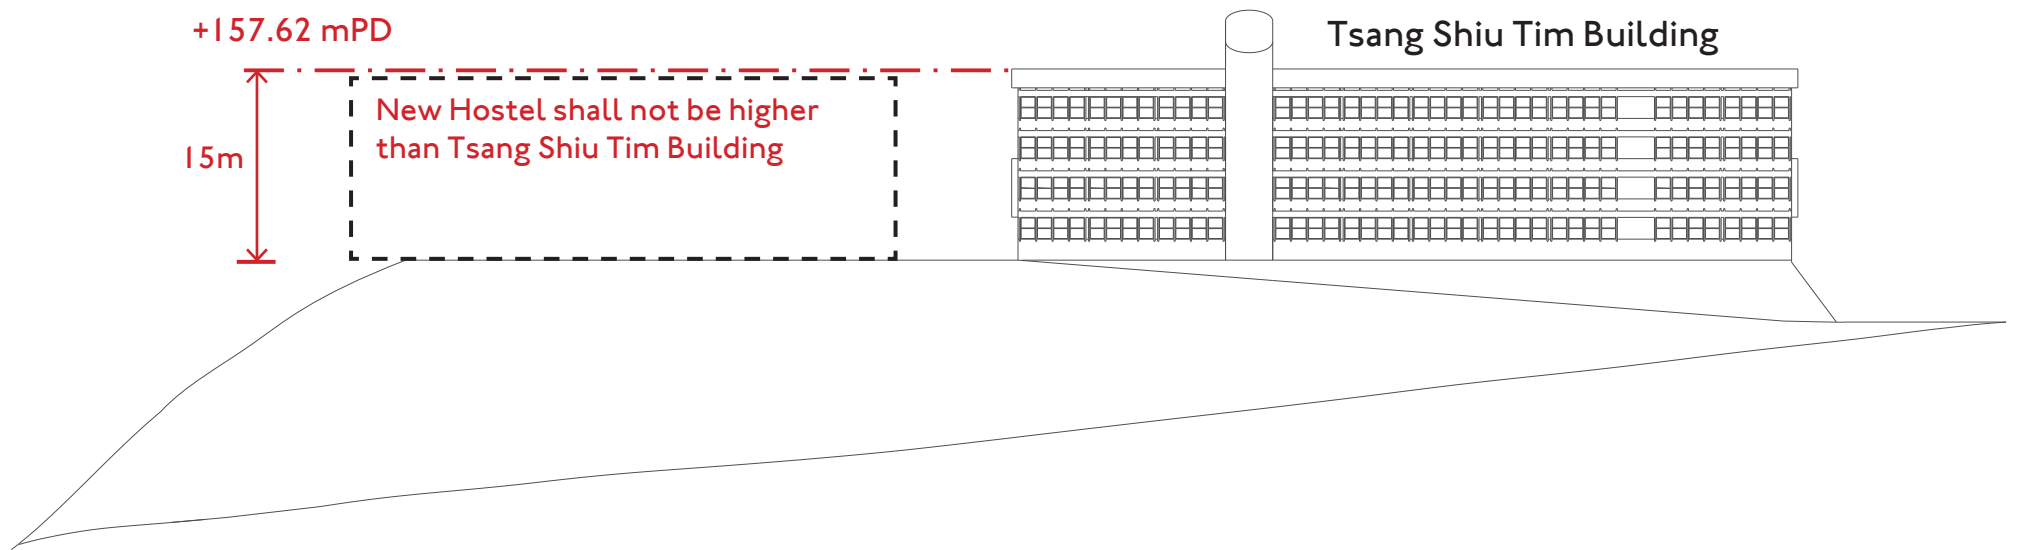 +157.62 mPD
Tsang Shiu Tim Building
New Hostel shall not be higher
than Tsang Shiu Tim Building
15m